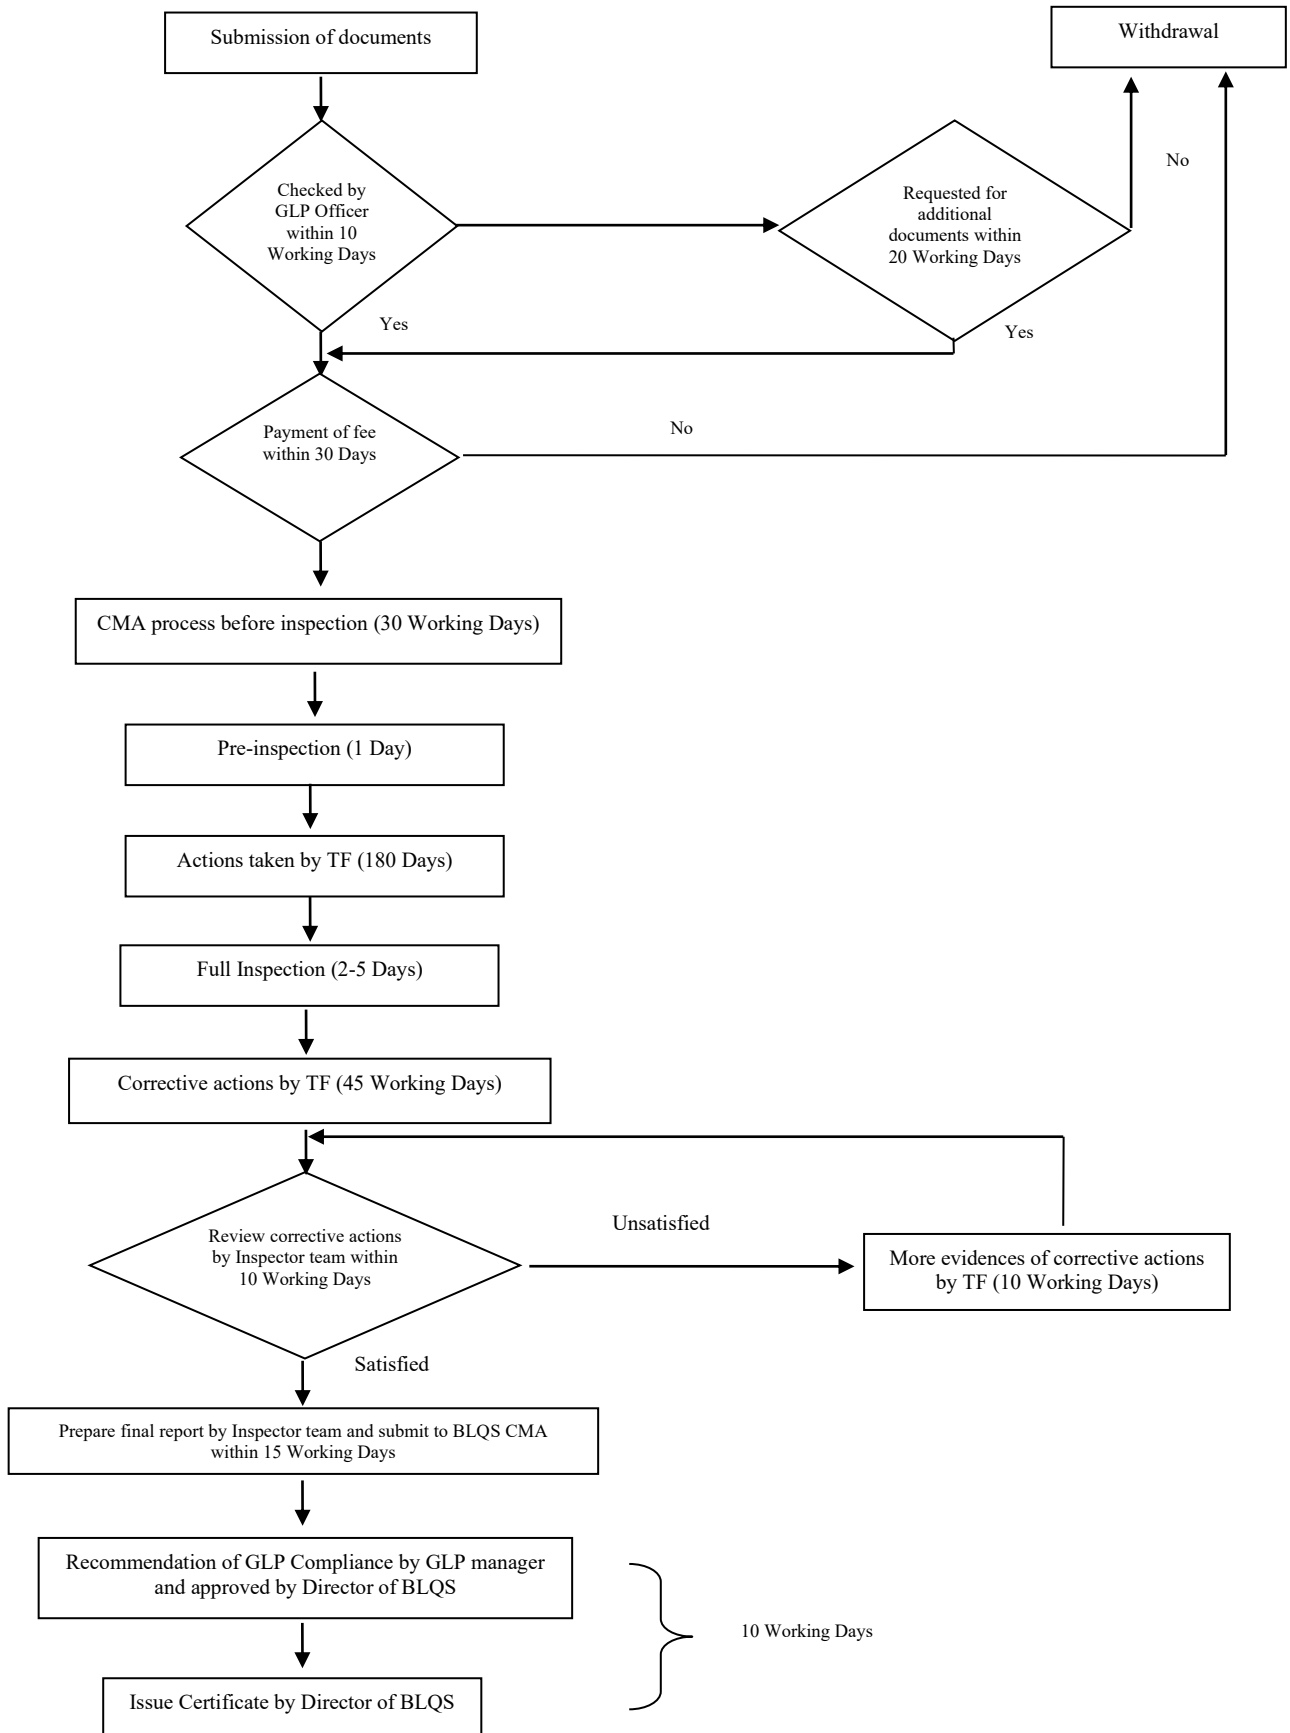 Submission of documents
Withdrawal
Checked by
GLP Officer
within 10
Working Days
Requested for
additional
documents within
20 Working Days
No
Yes
Yes
Payment of fee
within 30 Days
No
CMA process before inspection (30 Working Days)
Pre-inspection (1 Day)
Actions taken by TF (180 Days)
Full Inspection (2-5 Days)
Corrective actions by TF (45 Working Days)
Review corrective actions
by Inspector team within
10 Working Days
Unsatisfied
More evidences of corrective actions
by TF (10 Working Days)
Satisfied
Prepare final report by Inspector team and submit to BLQS CMA
within 15 Working Days
Recommendation of GLP Compliance by GLP manager
and approved by Director of BLQS
10 Working Days
Issue Certificate by Director of BLQS